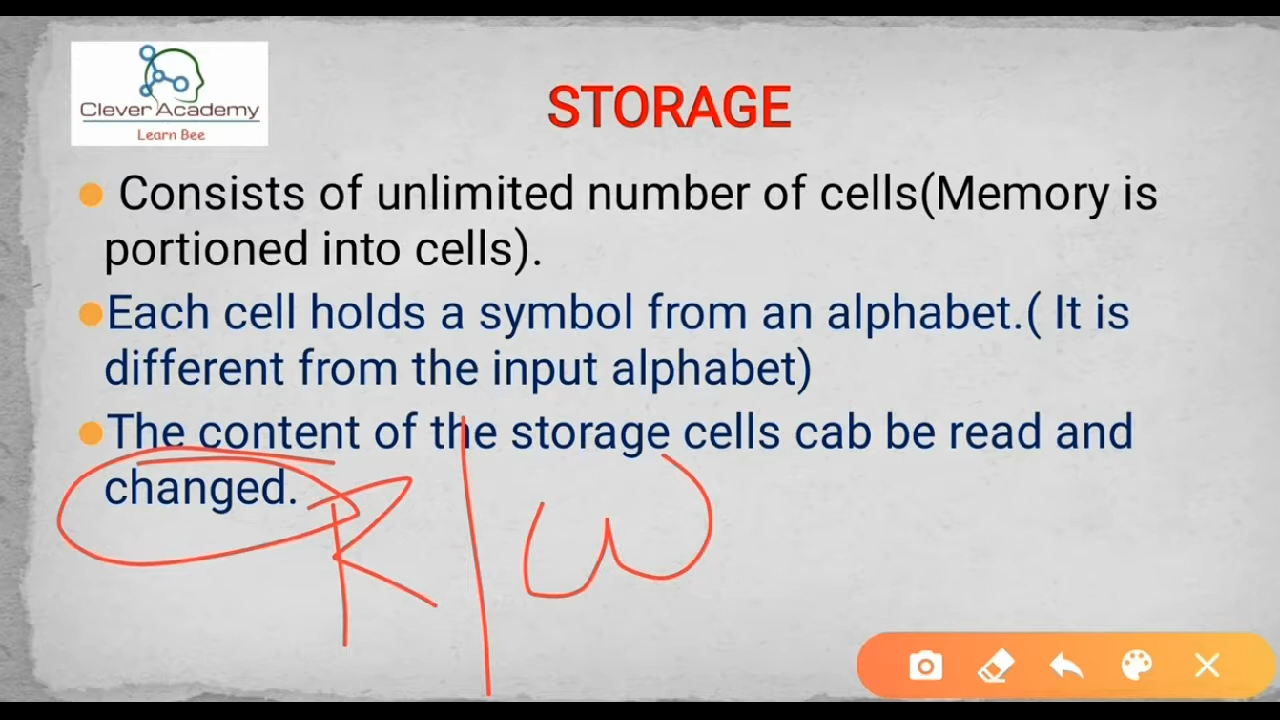 Clever Academy
Learn Bee
STORAGE
Consists of unlimited number of cells(Memory is
portioned into cells).
Each cell holds a symbol from an alphabet.( It is
different from the input alphabet)
The content of the storage cells cab be read and
changed.
R/W